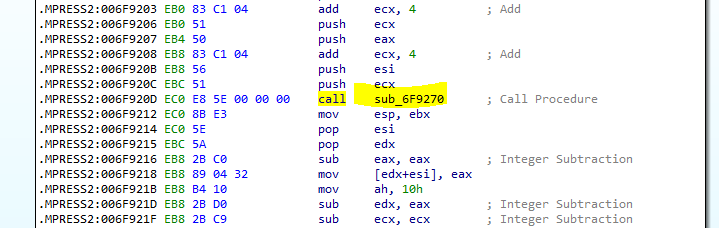 .MPRESS2:006F9203 EB0 83 C1 04 add ecx, 4 ; Add
.MPRESS2:006F9206 EB0 51 push ecx
.MPRESS2:006F9207 EB4 50 push eax
.MPRESS2:006F9208 EB8 83 C1 04 add ecx, 4 ; Add
.MPRESS2:006F920B EB8 56 push esi
.MPRESS2:006F920C EBC 51 push ecx
.MPRESS2:006F920D EC0 E8 5E 00 00 00 call sub_6F9270 ; Call Procedure
.MPRESS2:006F9212 EC0 8B E3 mov esp, ebx
.MPRESS2:006F9214 EC0 5E pop esi
.MPRESS2:006F9215 EBC 5A pop edx
.MPRESS2:006F9216 EB8 2B C0 sub eax, eax ; Integer Subtraction
.MPRESS2:006F9218 EB8 89 04 32 mov [edx+esi], eax
.MPRESS2:006F921B EB8 B4 10 mov ah, 10h
.MPRESS2:006F921D EB8 2B D0 sub edx, eax ; Integer Subtraction
.MPRESS2:006F921F EB8 2B C9 sub ecx, ecx ; Integer Subtraction